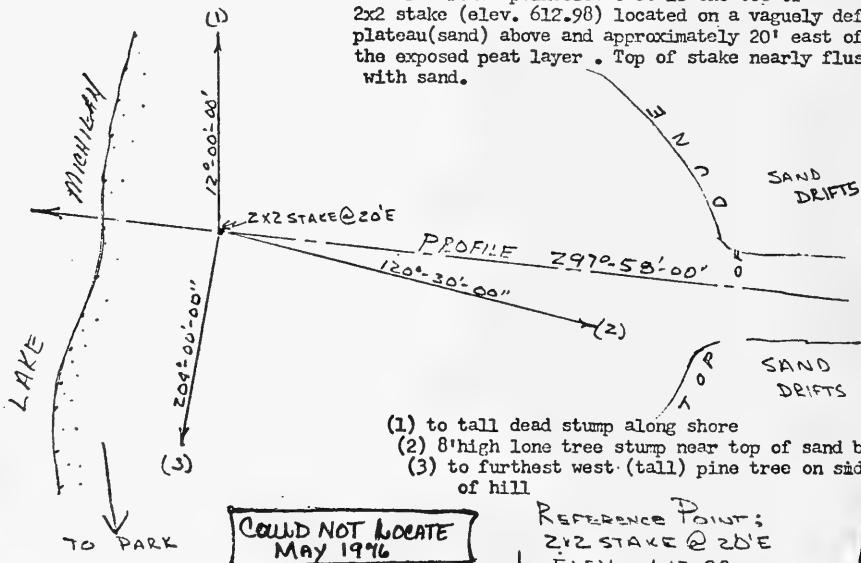 2x2 stake (elev. 612.98) located on a vaguely def
plateau(sand) above and approximately 20' east of
the exposed peat layer . Top of stake nearly flus
with sand.
(1)
MICHIGAN
LAKE
12°-00'-00'
2X2 STAKE @ 20'E
PROFILE 297°-58'-00'
120°-30'-00"
(2)
204°-00'-00"
(3)
DUNE
TOP
SAND
DRIFTS
TOP
SAND
DRIFTS
(1) to tall dead stump along shore
(2) 8'high lone tree stump near top of sand b
(3) to furthest west (tall) pine tree on side
of hill
TO PARK
COULD NOT LOCATE
MAY 1976
REFERENCE POINT:
2X2 STAKE @ 20'E